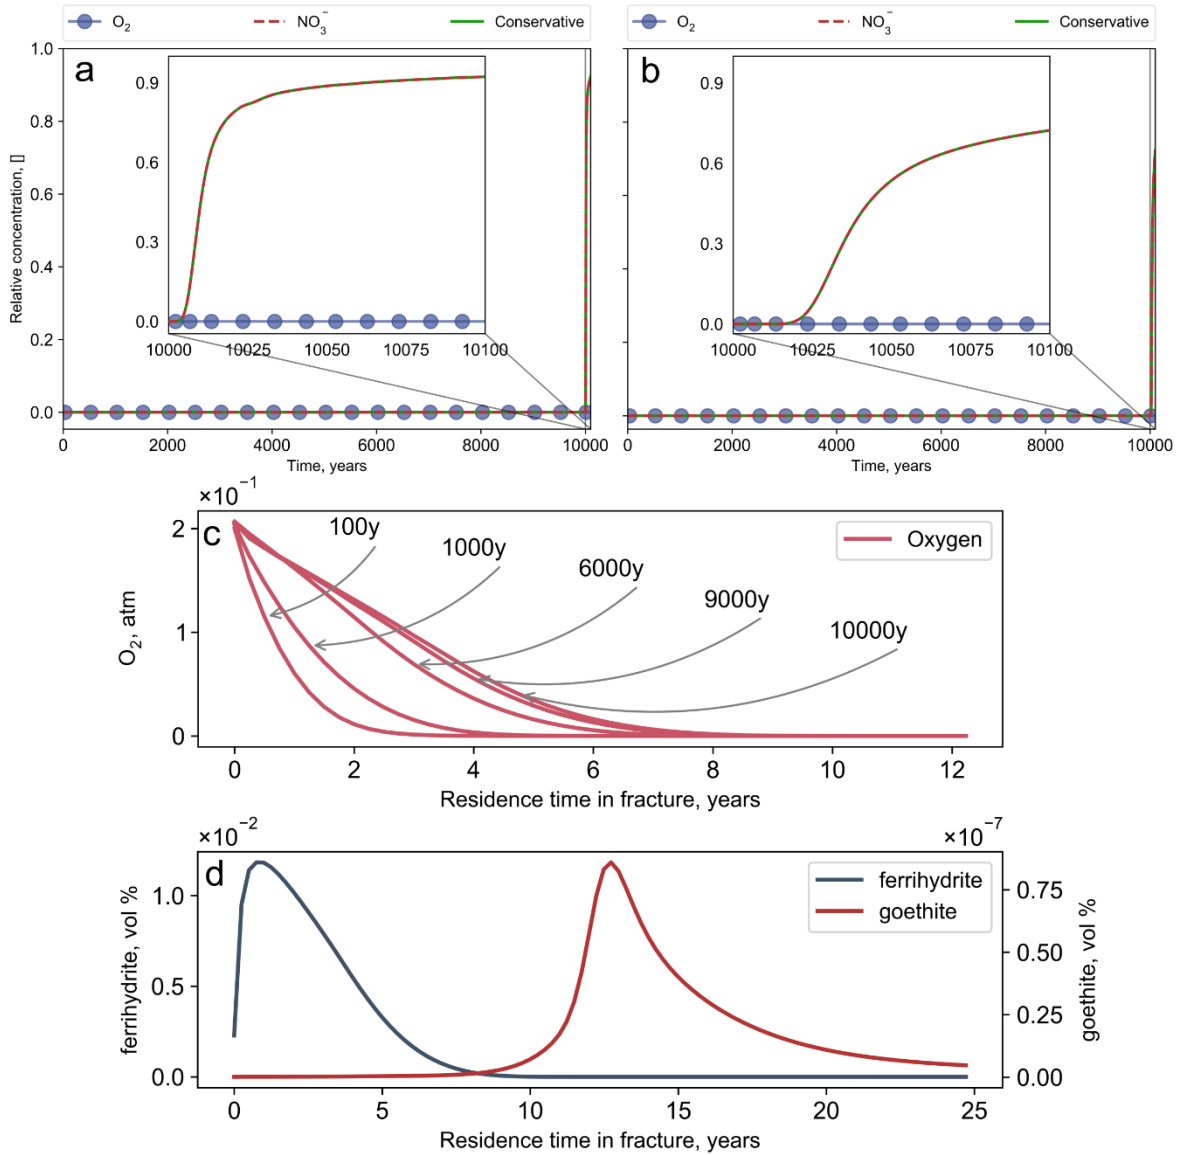 O2 NO3− Conservative
O2 NO3− Conservative
a
b
Relative concentration, []
1.0
0.8
0.6
0.4
0.2
0.0
0.9
0.6
0.3
0.0
10000 10025 10050 10075 10100
0.9
0.6
0.3
0.0
10000 10025 10050 10075 10100
0 2000 4000 6000 8000 10000
Time, years
0 2000 4000 6000 8000 10000
Time, years
×10−1
c
100y
1000y
6000y
9000y
10000y
Oxygen
O2, atm
2
1
0
0 2 4 6 8 10 12
Residence time in fracture, years
×10−2
×10−7
d
ferrihydrite
goethite
ferrihydrite, vol %
1.0
0.5
0.0
goethite, vol %
0.75
0.50
0.25
0.00
0 5 10 15 20 25
Residence time in fracture, years